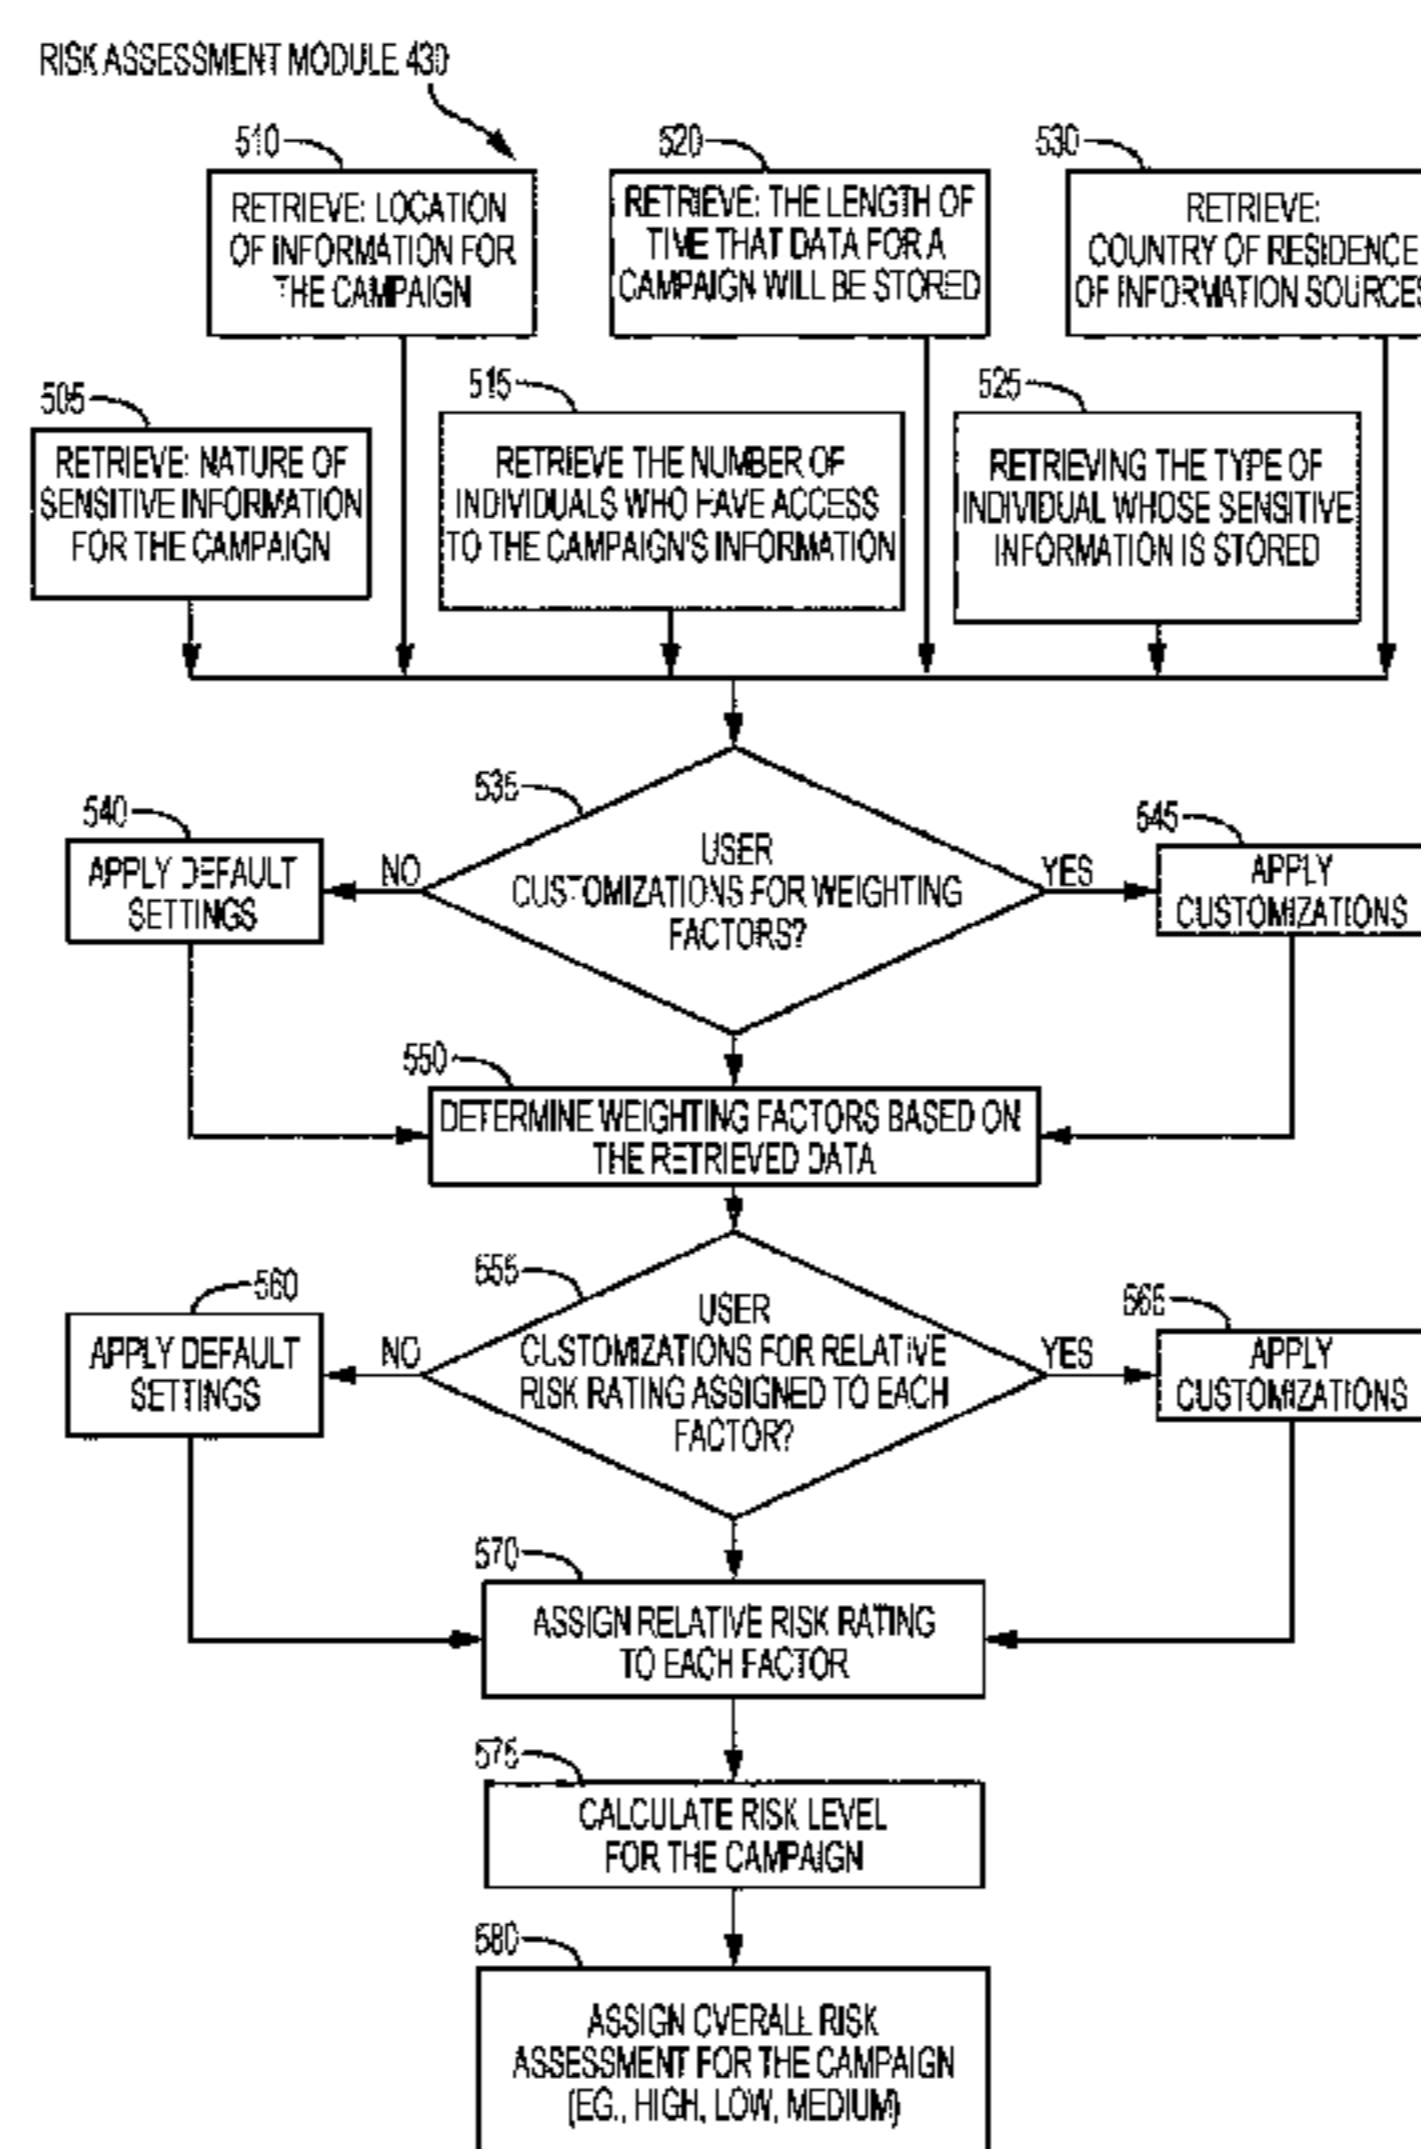 RISK ASSESSMENT MODULE 430
510
RETRIEVE: LOCATION
OF INFORMATION FOR
THE CAMPAIGN
520
RETRIEVE: THE LENGTH OF
TIME THAT DATA FOR A
CAMPAIGN WILL BE STORED
530
RETRIEVE:
COUNTRY OF RESIDENCE
OF INFORMATION SOURCES
505
RETRIEVE: NATURE OF
SENSITIVE INFORMATION
FOR THE CAMPAIGN
515
RETRIEVE THE NUMBER OF
INDIVIDUALS WHO HAVE ACCESS
TO THE CAMPAIGN'S INFORMATION
525
RETRIEVING THE TYPE OF
INDIVIDUAL WHOSE SENSITIVE
INFORMATION IS STORED
535
USER
CUSTOMIZATIONS FOR WEIGHTING
FACTORS?
NO
YES
540
APPLY DEFAULT
SETTINGS
545
APPLY
CUSTOMIZATIONS
550
DETERMINE WEIGHTING FACTORS BASED ON
THE RETRIEVED DATA
555
USER
CUSTOMIZATIONS FOR RELATIVE
RISK RATING ASSIGNED TO EACH
FACTOR?
NO
YES
560
APPLY DEFAULT
SETTINGS
565
APPLY
CUSTOMIZATIONS
570
ASSIGN RELATIVE RISK RATING
TO EACH FACTOR
575
CALCULATE RISK LEVEL
FOR THE CAMPAIGN
580
ASSIGN OVERALL RISK
ASSESSMENT FOR THE CAMPAIGN
(EG., HIGH, LOW, MEDIUM)